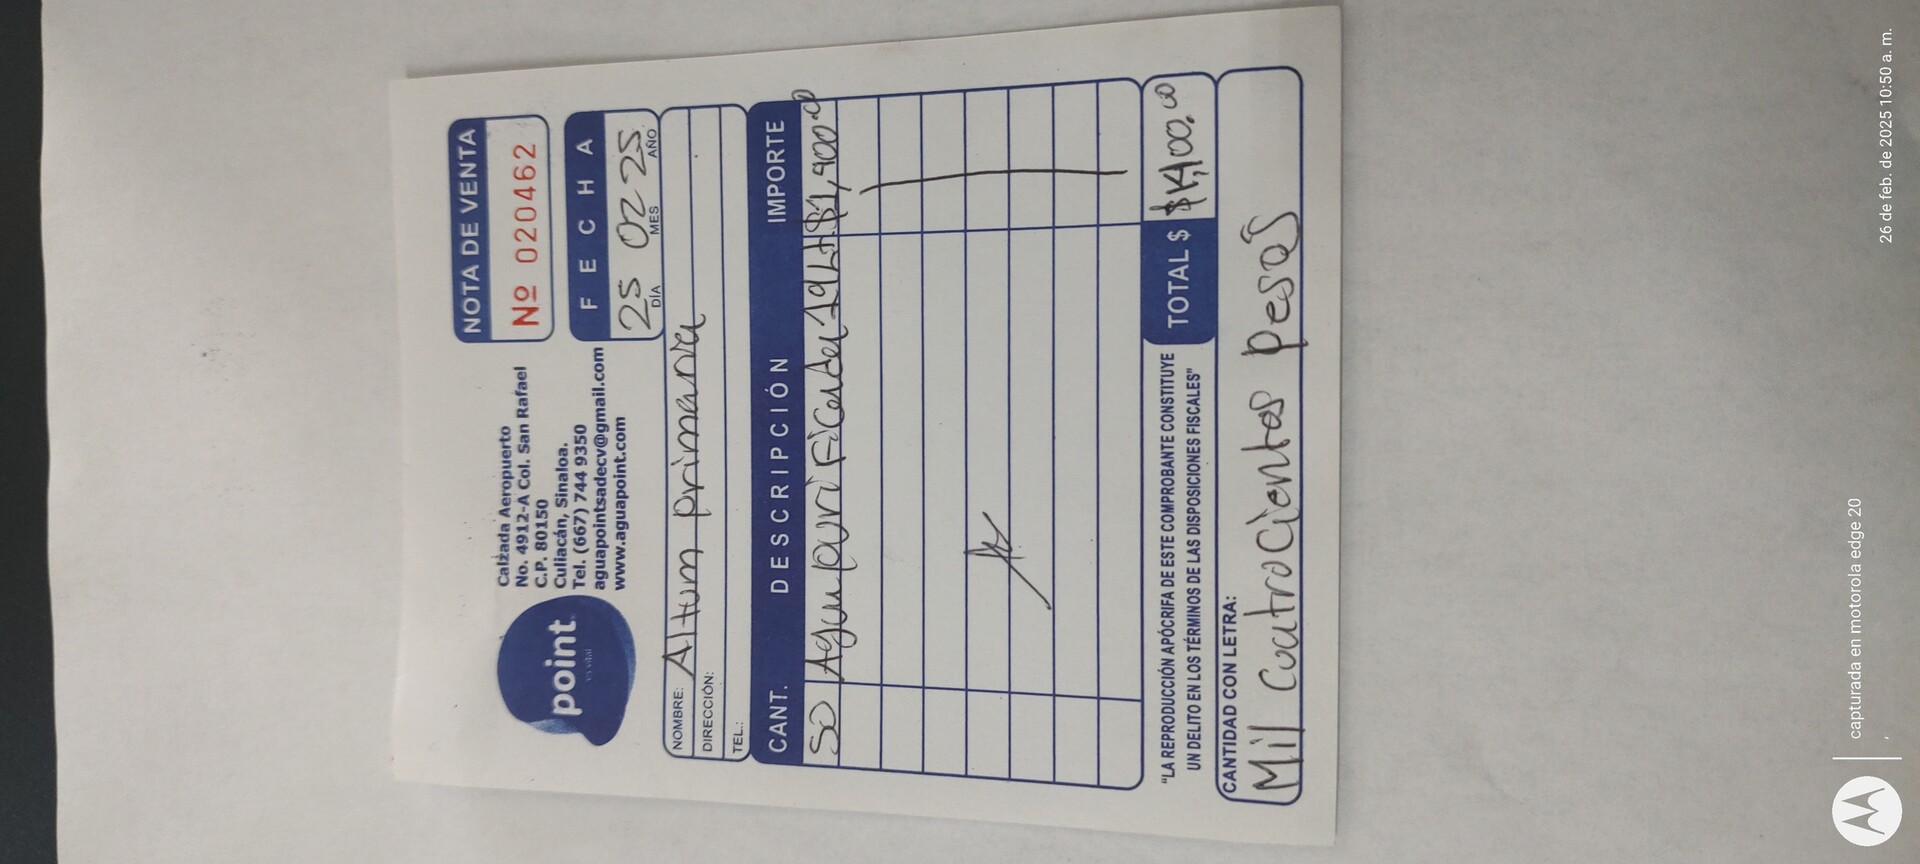 point
es vital
Calzada Aeropuerto
No. 4912-A Col. San Rafael
C.P. 80150
Culiacán, Sinaloa.
Tel. (667) 744 9350
aguapointsadecv@gmail.com
www.aguapoint.com
NOTA DE VENTA
Nº 020462
FECHA
25 02 25
DÍA MES AÑO
NOMBRE: Altum primaria
DIRECCIÓN:
TEL.:
CANT. DESCRIPCIÓN IMPORTE
50 Agua purificada 19Lt $1,400.00
"LA REPRODUCCIÓN APÓCRIFA DE ESTE COMPROBANTE CONSTITUYE
UN DELITO EN LOS TÉRMINOS DE LAS DISPOSICIONES FISCALES"
TOTAL $ $1,400.00
CANTIDAD CON LETRA:
Mil Cuatrocientos pesos
capturada en motorola edge 20
,
26 de feb. de 2025 10:50 a. m.